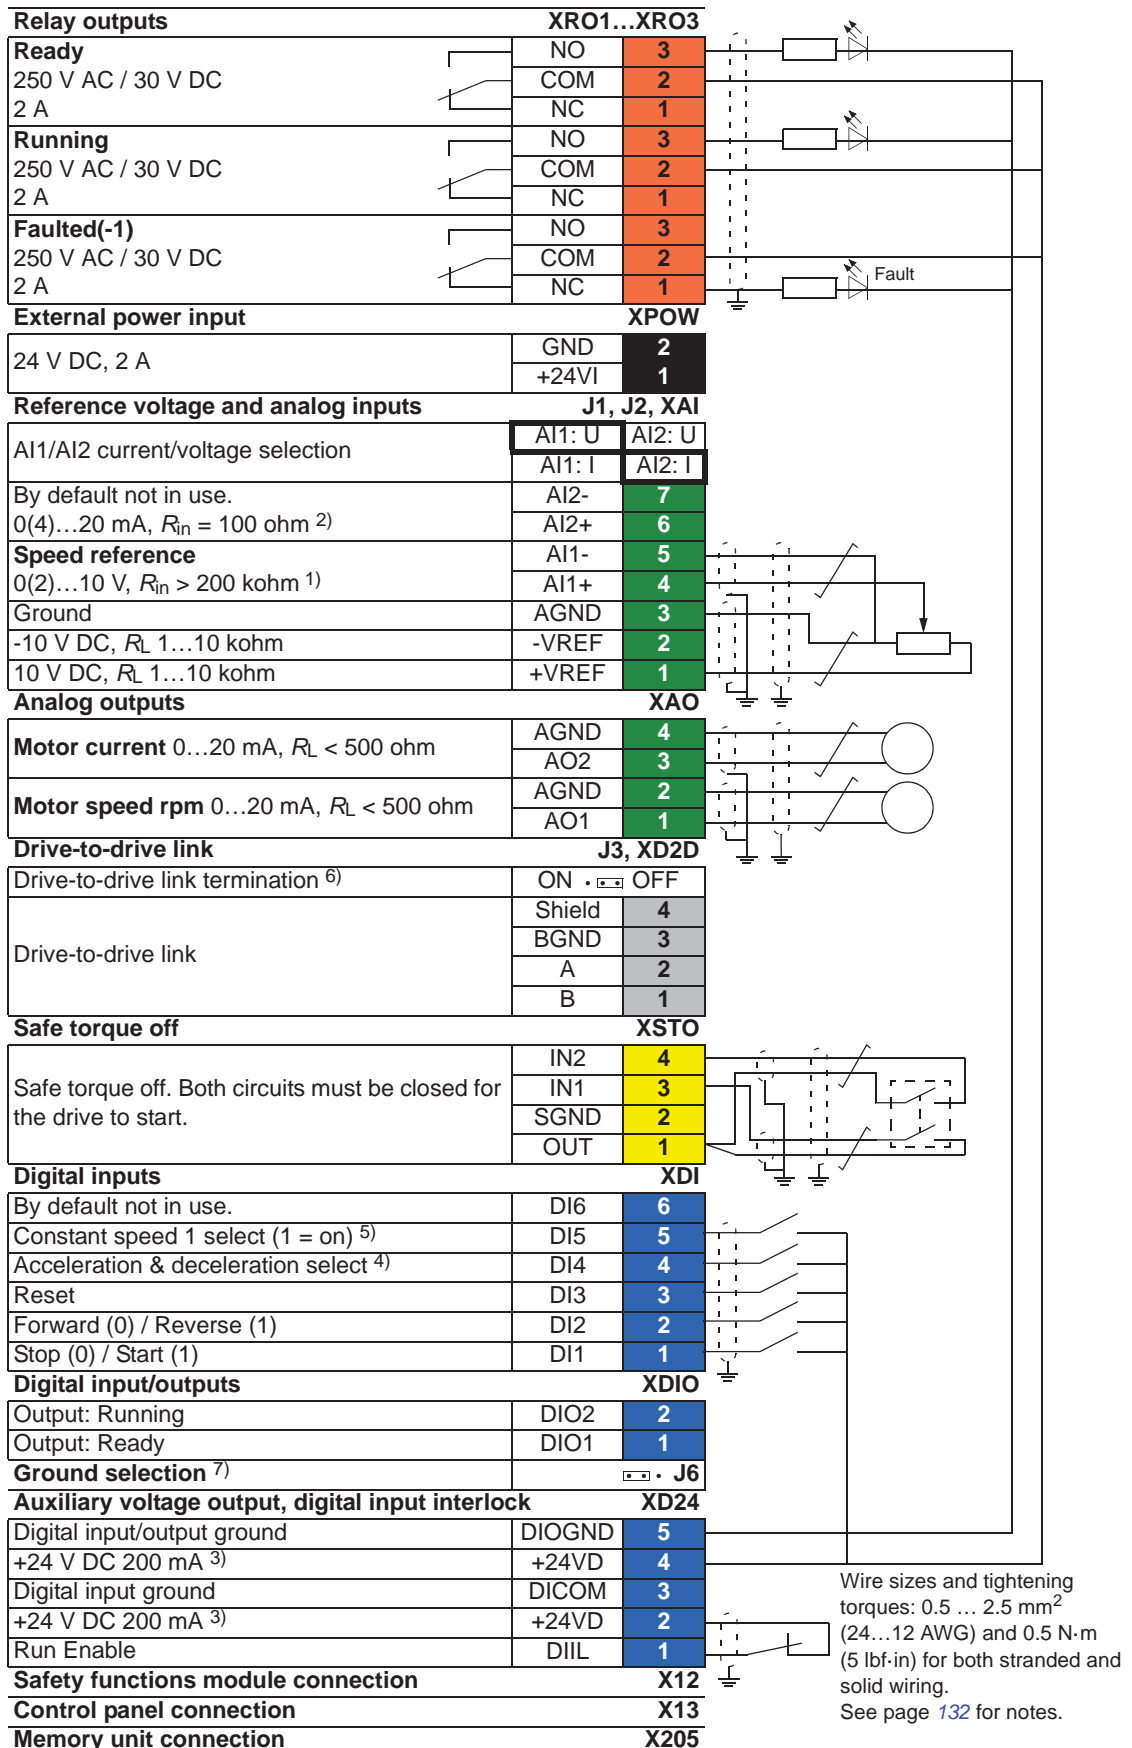 Relay outputs XRO1…XRO3
Ready NO 3
250 V AC / 30 V DC COM 2
2 A NC 1
Running NO 3
250 V AC / 30 V DC COM 2
2 A NC 1
Faulted(-1) NO 3
250 V AC / 30 V DC COM 2
2 A NC 1
Fault
External power input XPOW
24 V DC, 2 A
GND 2
+24VI 1
Reference voltage and analog inputs J1, J2, XAI
AI1/AI2 current/voltage selection
AI1: U AI2: U
AI1: I AI2: I
By default not in use. AI2- 7
0(4)…20 mA, Rin = 100 ohm 2) AI2+ 6
Speed reference AI1- 5
0(2)…10 V, Rin > 200 kohm 1) AI1+ 4
Ground AGND 3
-10 V DC, RL 1…10 kohm -VREF 2
10 V DC, RL 1…10 kohm +VREF 1
Analog outputs XAO
Motor current 0…20 mA, RL < 500 ohm
AGND 4
AO2 3
Motor speed rpm 0…20 mA, RL < 500 ohm
AGND 2
AO1 1
Drive-to-drive link J3, XD2D
Drive-to-drive link termination 6) ON OFF
Drive-to-drive link
Shield 4
BGND 3
A 2
B 1
Safe torque off XSTO
Safe torque off. Both circuits must be closed for
the drive to start.
IN2 4
IN1 3
SGND 2
OUT 1
Digital inputs XDI
By default not in use. DI6 6
Constant speed 1 select (1 = on) 5) DI5 5
Acceleration & deceleration select 4) DI4 4
Reset DI3 3
Forward (0) / Reverse (1) DI2 2
Stop (0) / Start (1) DI1 1
Digital input/outputs XDIO
Output: Running DIO2 2
Output: Ready DIO1 1
Ground selection 7) J6
Auxiliary voltage output, digital input interlock XD24
Digital input/output ground DIOGND 5
+24 V DC 200 mA 3) +24VD 4
Digital input ground DICOM 3
+24 V DC 200 mA 3) +24VD 2
Run Enable DIIL 1
Safety functions module connection X12
Control panel connection X13
Memory unit connection X205
Wire sizes and tightening
torques: 0.5 … 2.5 mm2
(24…12 AWG) and 0.5 N·m
(5 lbf·in) for both stranded and
solid wiring.
See page 132 for notes.